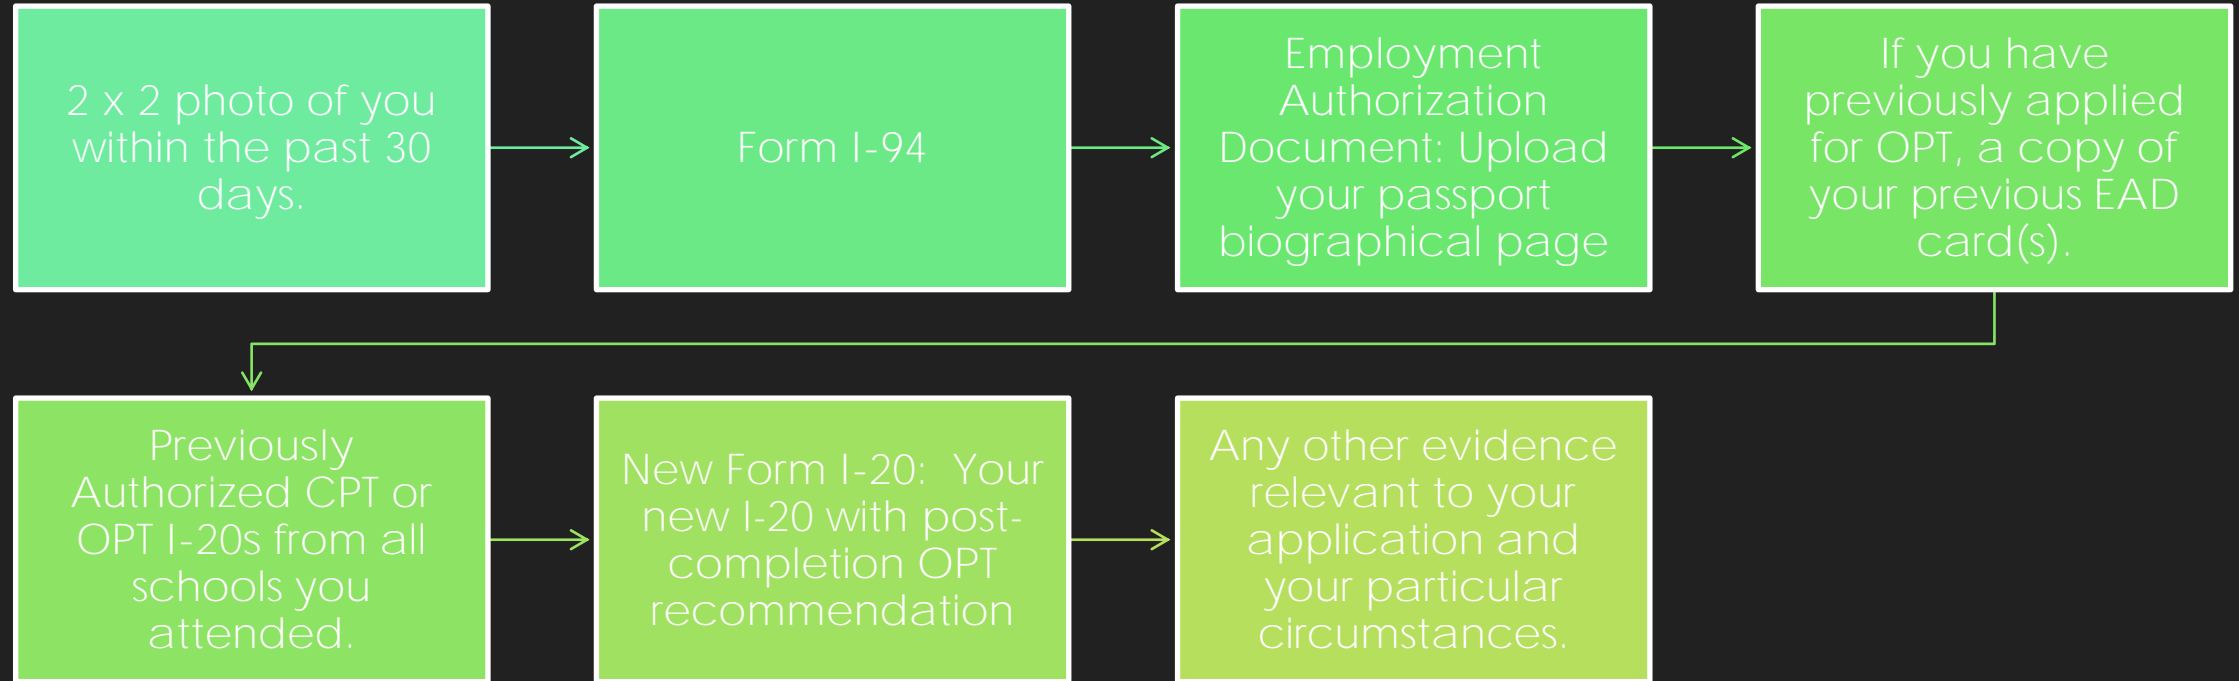 2 x 2 photo of you
within the past 30
days.
Form I-94
Employment
Authorization
Document: Upload
your passport
biographical page
If you have
previously applied
for OPT, a copy of
your previous EAD
card(s).
Previously
Authorized CPT or
OPT I-20s from all
schools you
attended.
New Form I-20:  Your
new I-20 with post-
completion OPT
recommendation
Any other evidence
relevant to your
application and
your particular
circumstances.